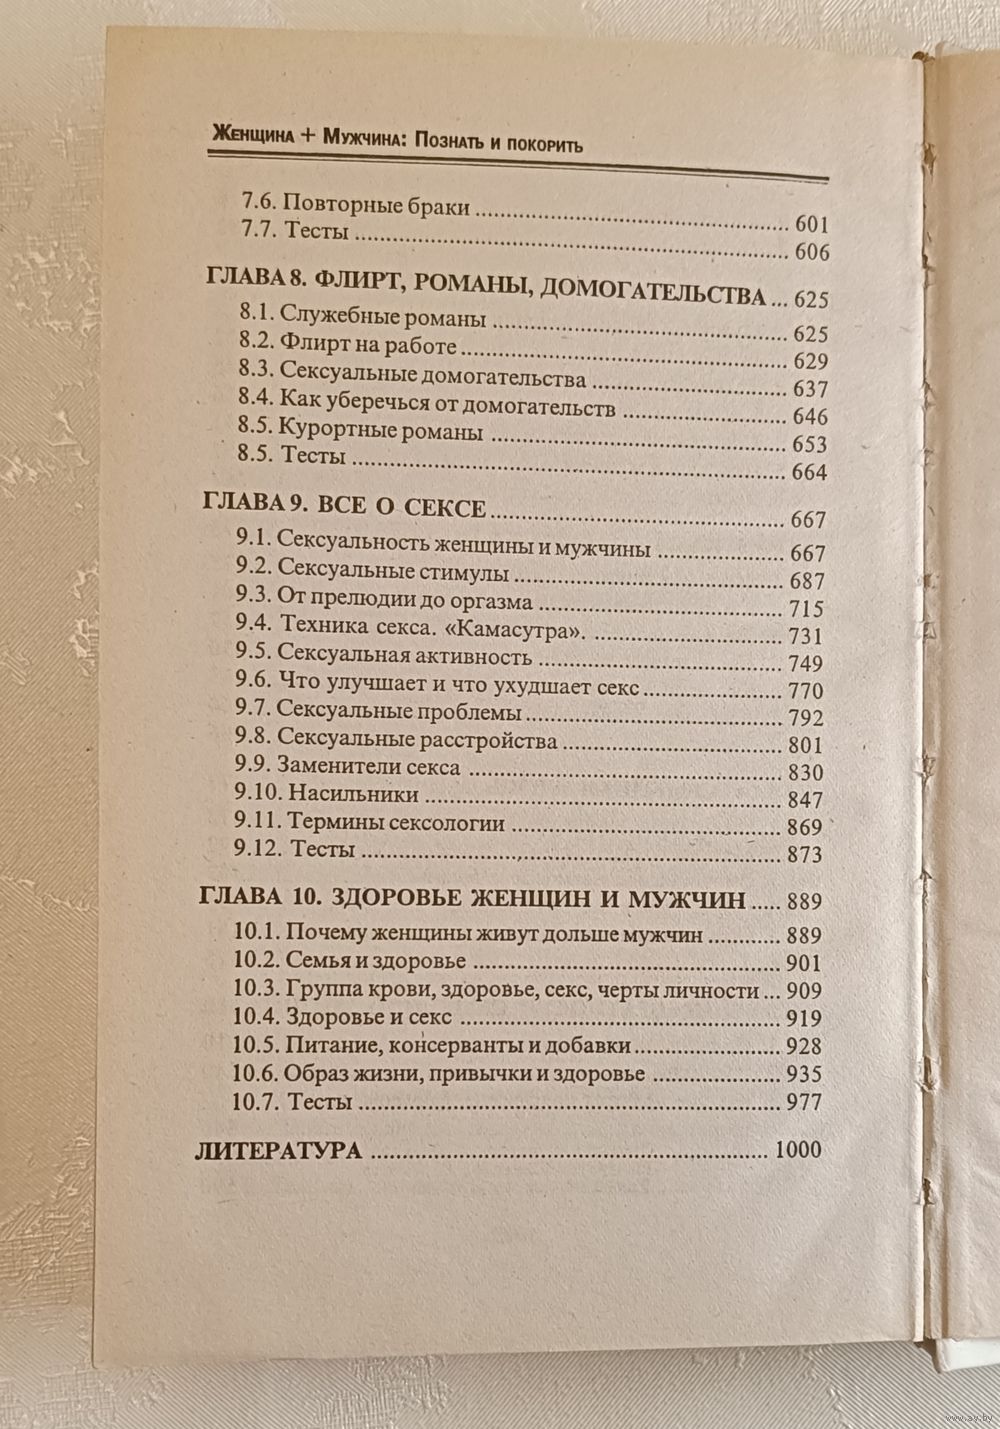 Женщина + Мужчина: Познать и покорить
7.6. Повторные браки ........ 601
7.7. Тесты ........ 606
ГЛАВА 8. ФЛИРТ, РОМАНЫ, ДОМОГАТЕЛЬСТВА ... 625
8.1. Служебные романы ........ 625
8.2. Флирт на работе ........ 629
8.3. Сексуальные домогательства ........ 637
8.4. Как уберечься от домогательств ........ 646
8.5. Курортные романы ........ 653
8.5. Тесты ........ 664
ГЛАВА 9. ВСЕ О СЕКСЕ ........ 667
9.1. Сексуальность женщины и мужчины ........ 667
9.2. Сексуальные стимулы ........ 687
9.3. От прелюдии до оргазма ........ 715
9.4. Техника секса. «Камасутра». ........ 731
9.5. Сексуальная активность ........ 749
9.6. Что улучшает и что ухудшает секс ........ 770
9.7. Сексуальные проблемы ........ 792
9.8. Сексуальные расстройства ........ 801
9.9. Заменители секса ........ 830
9.10. Насильники ........ 847
9.11. Термины сексологии ........ 869
9.12. Тесты ........ 873
ГЛАВА 10. ЗДОРОВЬЕ ЖЕНЩИН И МУЖЧИН ..... 889
10.1. Почему женщины живут дольше мужчин ........ 889
10.2. Семья и здоровье ........ 901
10.3. Группа крови, здоровье, секс, черты личности ... 909
10.4. Здоровье и секс ........ 919
10.5. Питание, консерванты и добавки ........ 928
10.6. Образ жизни, привычки и здоровье ........ 935
10.7. Тесты ........ 977
ЛИТЕРАТУРА ........ 1000
www.ay.by